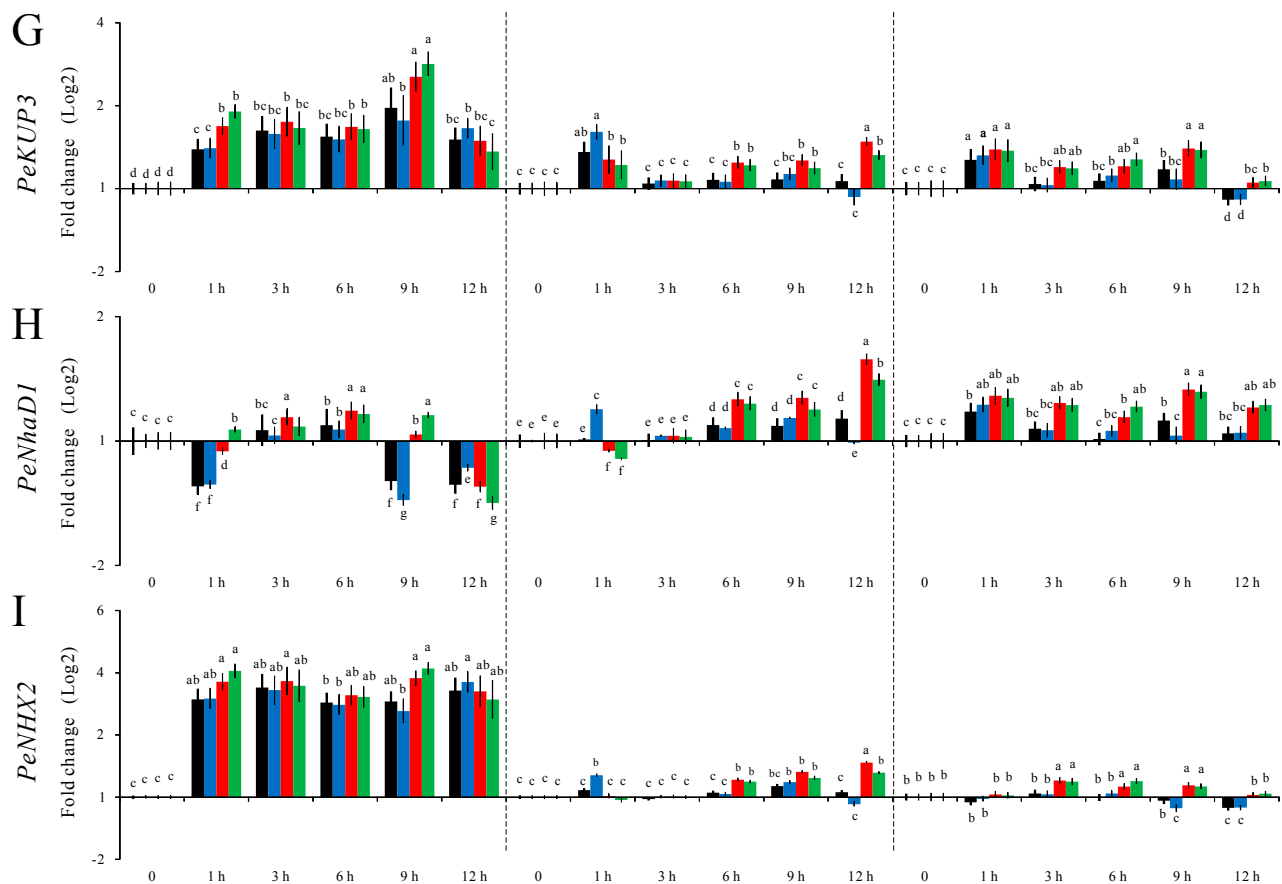 G
PeKUP3
Fold change (Log2)
4
2
1
-2
d d d d c c b b bc bc b bc bc bc b b ab b a a bc b bc c
c c c c ab a b b c c c c c c b b c bc b b c a b
c c c c a a a a bc bc ab ab b b ab a b c a a bc b
c d d
0 1 h 3 h 6 h 9 h 12 h 0 1 h 3 h 6 h 9 h 12 h 0 1 h 3 h 6 h 9 h 12 h
H
PeNhaD1
Fold change (Log2)
2
1
-2
c c c c b bc c a c b b a a b a
e e e e e c e e e e d d c c d c c c d a b
c c c c b ab ab ab bc bc ab ab c bc b ab b c a a bc bc ab ab
f f d f g f e f g f f e
0 1 h 3 h 6 h 9 h 12 h 0 1 h 3 h 6 h 9 h 12 h 0 1 h 3 h 6 h 9 h 12 h
I
PeNHX2
Fold change (Log2)
6
4
2
1
-2
c c c c ab ab a a ab ab a ab b b ab ab ab b a a ab a ab ab
c c c c c b c c c c c c c c b b bc b b b c a b
b b b b b b b b a a b b a a a a b b
c b b b c c c
0 1 h 3 h 6 h 9 h 12 h 0 1 h 3 h 6 h 9 h 12 h 0 1 h 3 h 6 h 9 h 12 h